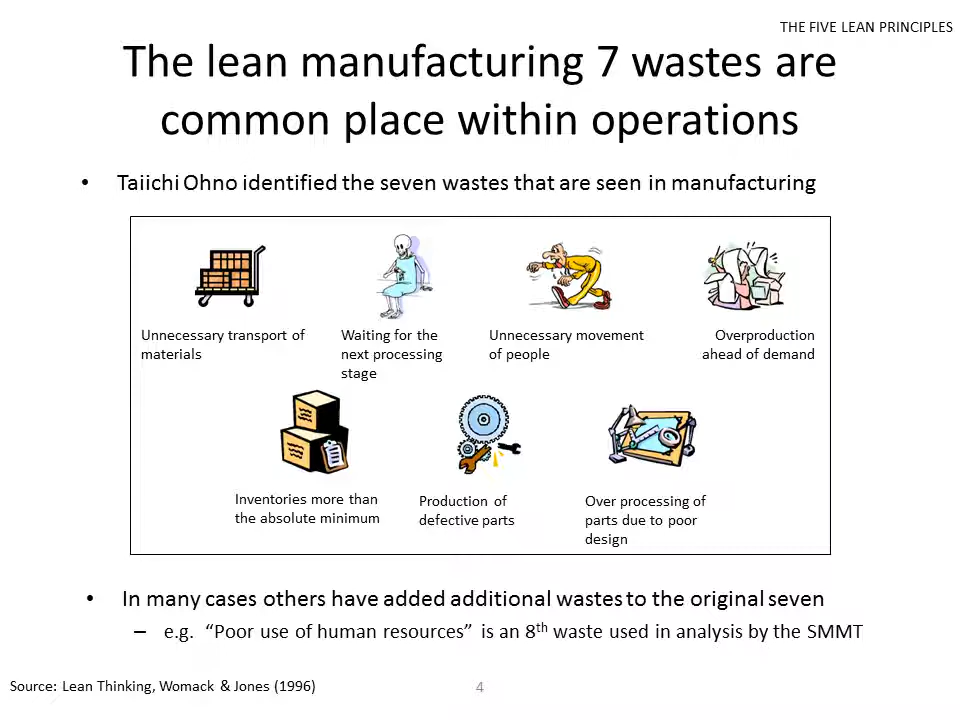 THE FIVE LEAN PRINCIPLES
The lean manufacturing 7 wastes are
common place within operations
• Taiichi Ohno identified the seven wastes that are seen in manufacturing
Unnecessary transport of
materials
Waiting for the
next processing
stage
Unnecessary movement
of people
Overproduction
ahead of demand
Inventories more than
the absolute minimum
Production of
defective parts
Over processing of
parts due to poor
design
• In many cases others have added additional wastes to the original seven
– e.g. “Poor use of human resources” is an 8th waste used in analysis by the SMMT
Source: Lean Thinking, Womack & Jones (1996)
4